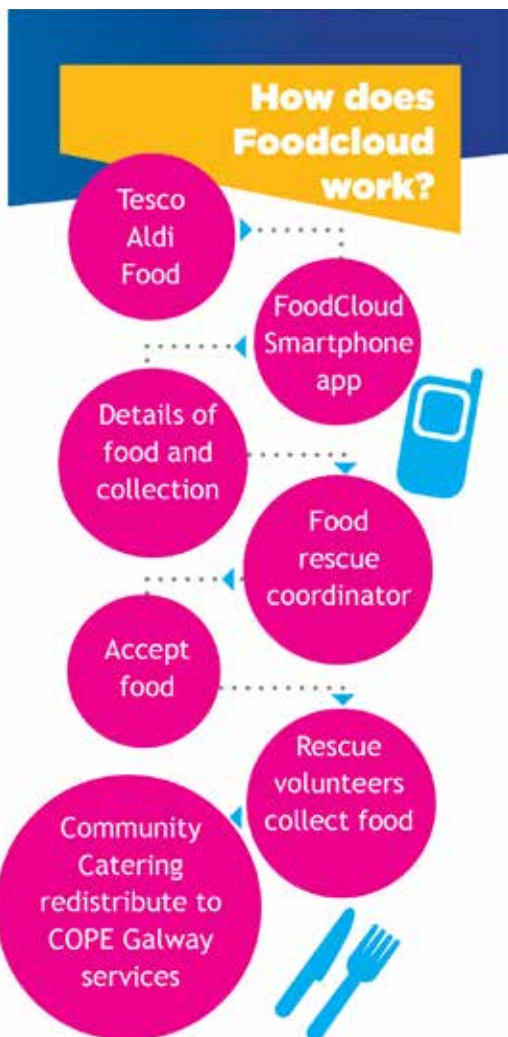 How does
Foodcloud
work?
Tesco
Aldi
Food
FoodCloud
Smartphone
app
Details of
food and
collection
Food
rescue
coordinator
Accept
food
Rescue
volunteers
collect food
Community
Catering
redistribute to
COPE Galway
services